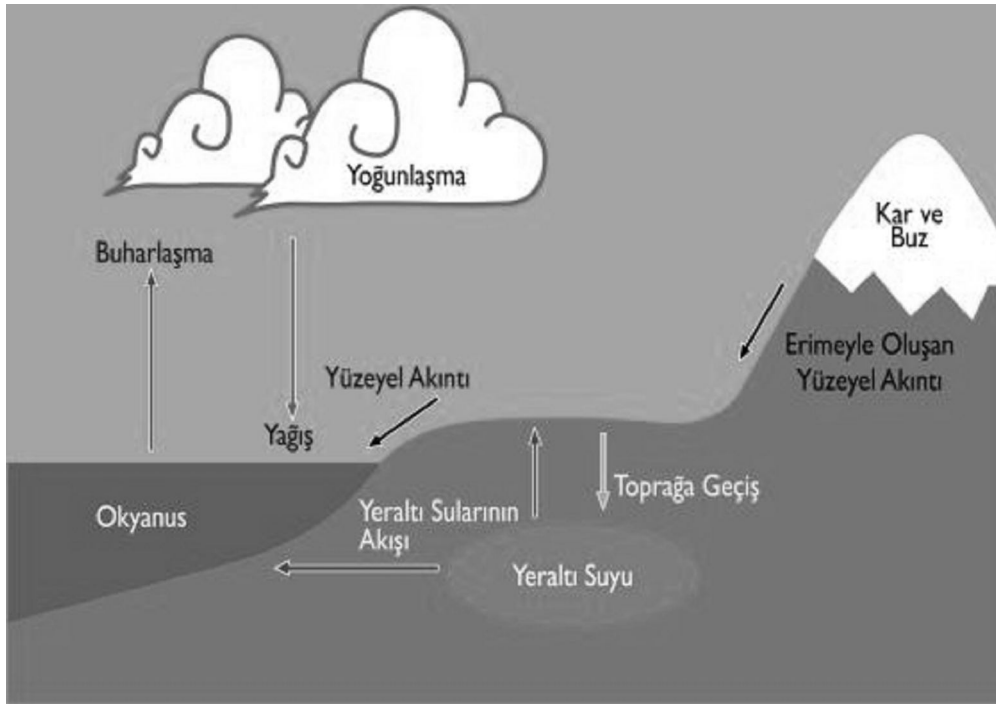 Yoğunlaşma
Kar ve
Buz
Buharlaşma
Erimeyle Oluşan
Yüzeyel Akıntı
Yüzeyel Akıntı
Yağış
Toprağa Geçiş
Okyanus
Yeraltı Sularının
Akışı
Yeraltı Suyu